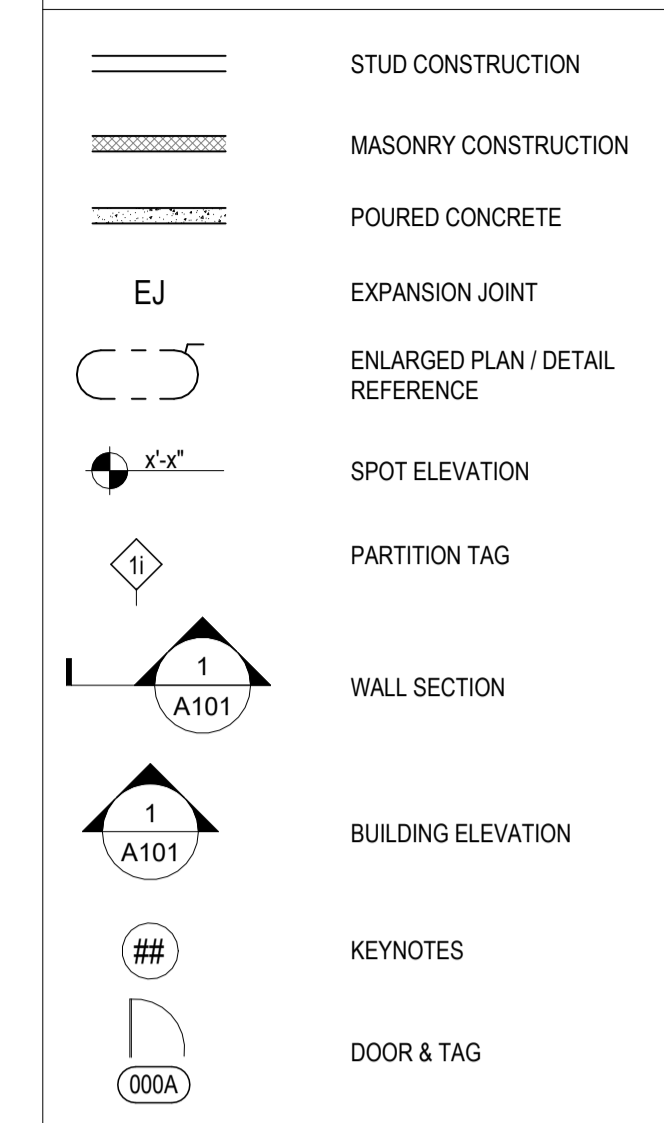 STUD CONSTRUCTION
MASONRY CONSTRUCTION
POURED CONCRETE
EJ EXPANSION JOINT
ENLARGED PLAN / DETAIL
REFERENCE
x'-x" SPOT ELEVATION
1i PARTITION TAG
1
A101
WALL SECTION
1
A101
BUILDING ELEVATION
## KEYNOTES
DOOR & TAG
000A